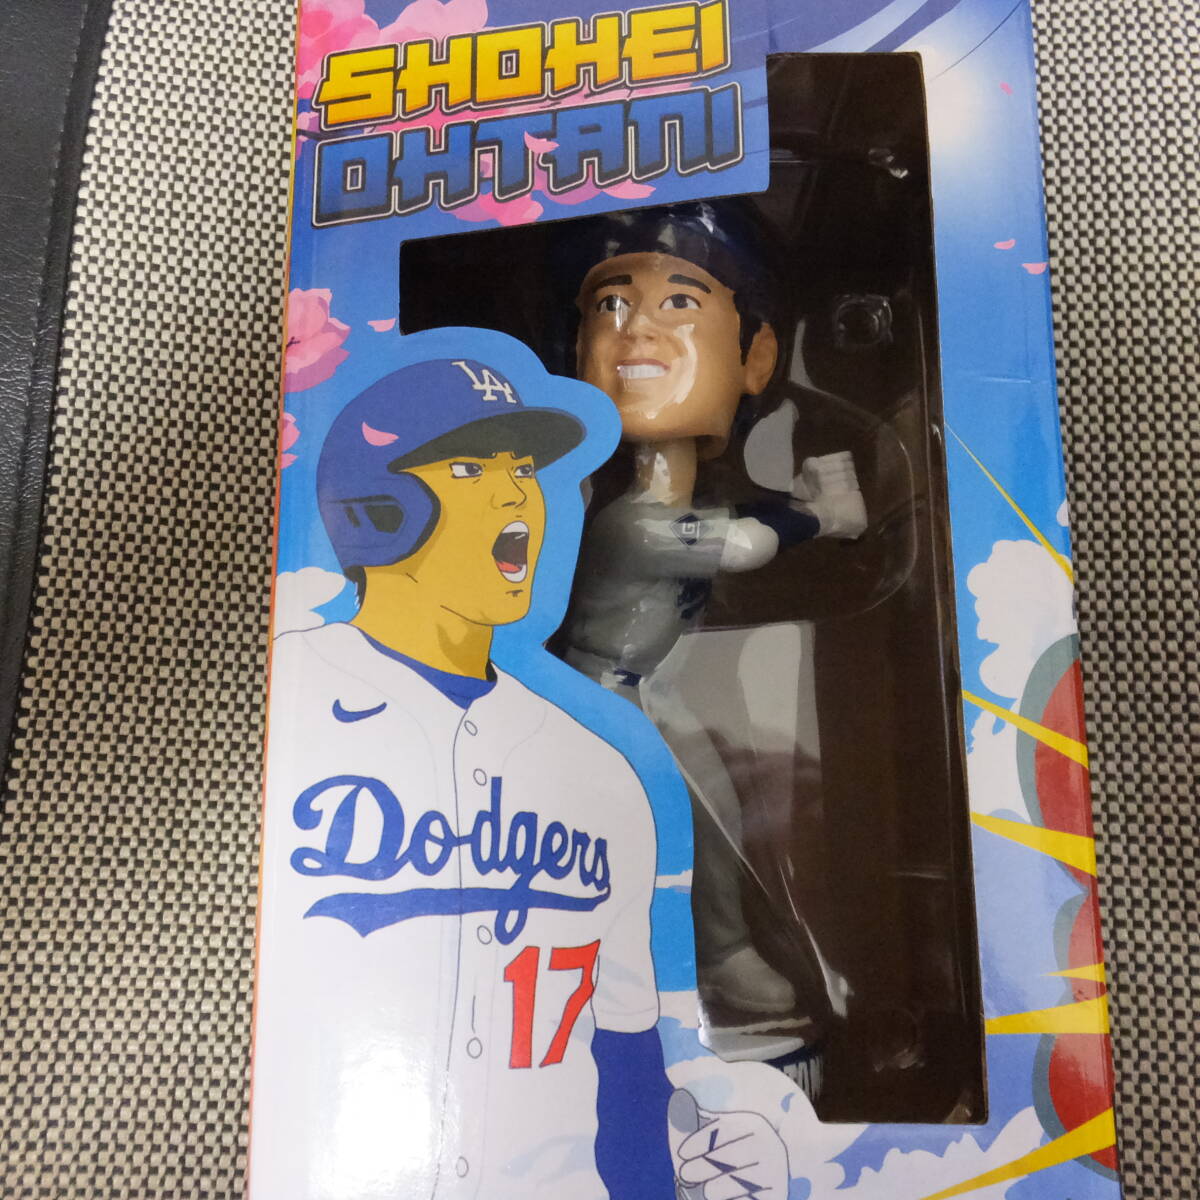 SHOHEI
OHTANI
LA
Dodgers
17